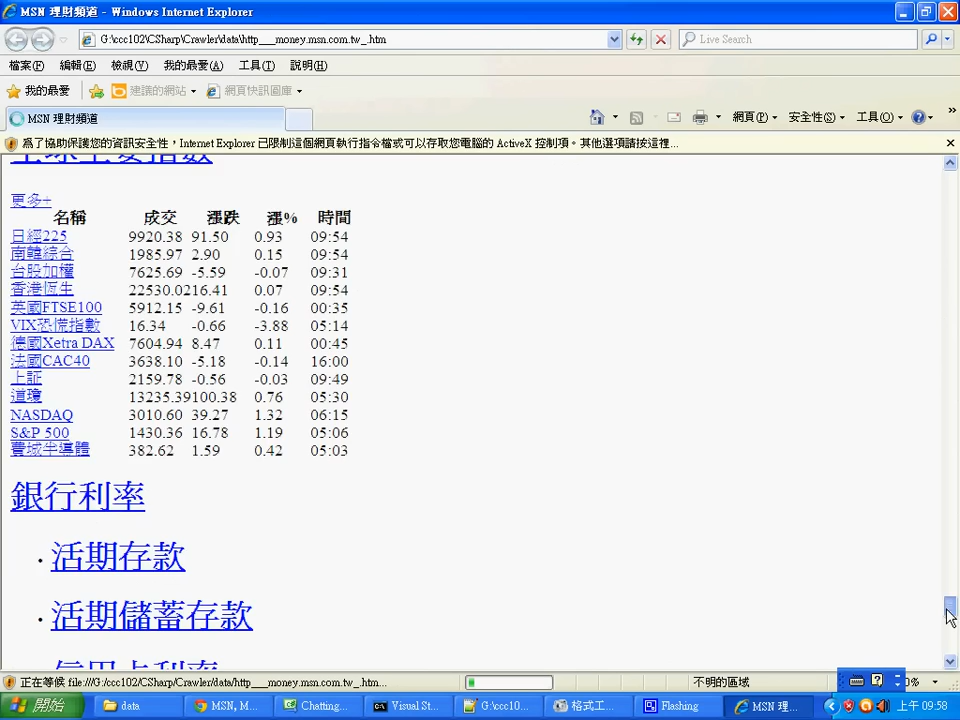 MSN 理財頻道 - Windows Internet Explorer
G:\ccc102\CSharp\Crawler\data\http___money.msn.com.tw_.htm
Live Search
檔案(F) 編輯(E) 檢視(V) 我的最愛(A) 工具(T) 說明(H)
我的最愛 建議的網站 網頁快訊圖庫
MSN 理財頻道
網頁(P) 安全性(S) 工具(O)
為了協助保護您的資訊安全性，Internet Explorer 已限制這個網頁執行指令檔或可以存取您電腦的 ActiveX 控制項。其他選項請按這裡...
全球主要指數
更多+
名稱 成交 漲跌 漲% 時間
日經225 9920.38 91.50 0.93 09:54
南韓綜合 1985.97 2.90 0.15 09:54
台股加權 7625.69 -5.59 -0.07 09:31
香港恆生 22530.0216.41 0.07 09:54
英國FTSE100 5912.15 -9.61 -0.16 00:35
VIX恐慌指數 16.34 -0.66 -3.88 05:14
德國Xetra DAX 7604.94 8.47 0.11 00:45
法國CAC40 3638.10 -5.18 -0.14 16:00
上証 2159.78 -0.56 -0.03 09:49
道瓊 13235.39100.38 0.76 05:30
NASDAQ 3010.60 39.27 1.32 06:15
S&P 500 1430.36 16.78 1.19 05:06
費城半導體 382.62 1.59 0.42 05:03
銀行利率
· 活期存款
· 活期儲蓄存款
信用卡利率
正在等候 file:///G:/ccc102/CSharp/Crawler/data/http___money.msn.com.tw_.htm... 不明的區域 0%
開始 data MSN, M... Chatting... Visual St... G:\ccc10... 格式工... Flashing MSN 理... 上午 09:58